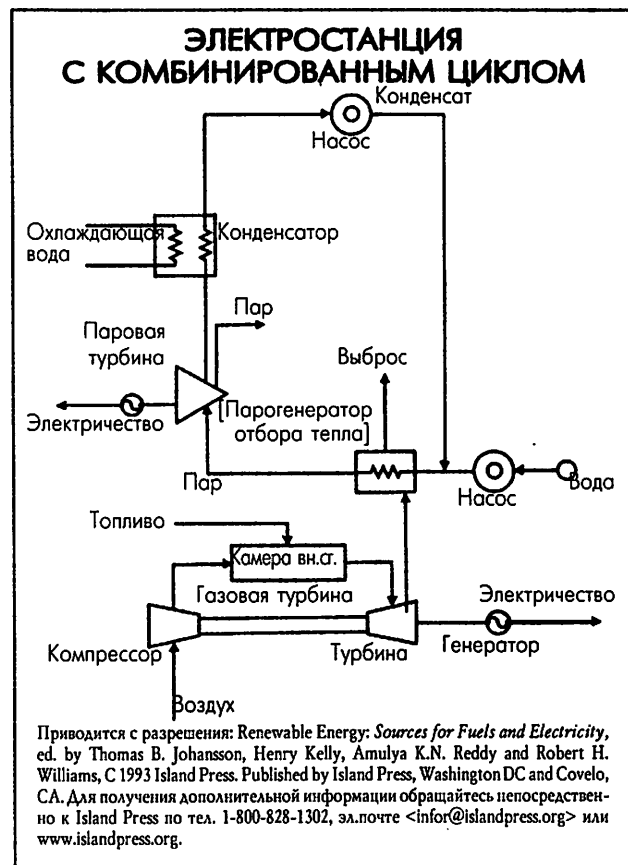 ЭЛЕКТРОСТАНЦИЯ
С КОМБИНИРОВАННЫМ ЦИКЛОМ
Конденсат
Насос
Охлаждающая
вода
Конденсатор
Пар
Паровая
турбина
Выброс
Электричество
[Парогенератор
отбора тепла]
Пар
Насос
Вода
Топливо
Камера вн.сг.
Газовая турбина
Электричество
Компрессор
Турбина
Генератор
Воздух
Приводится с разрешения: Renewable Energy: Sources for Fuels and Electricity,
ed. by Thomas B. Johansson, Henry Kelly, Amulya K.N. Reddy and Robert H.
Williams, C 1993 Island Press. Published by Island Press, Washington DC and Covelo,
CA. Для получения дополнительной информации обращайтесь непосредствен-
но к Island Press по тел. 1-800-828-1302, эл.почте <infor@islandpress.org> или
www.islandpress.org.